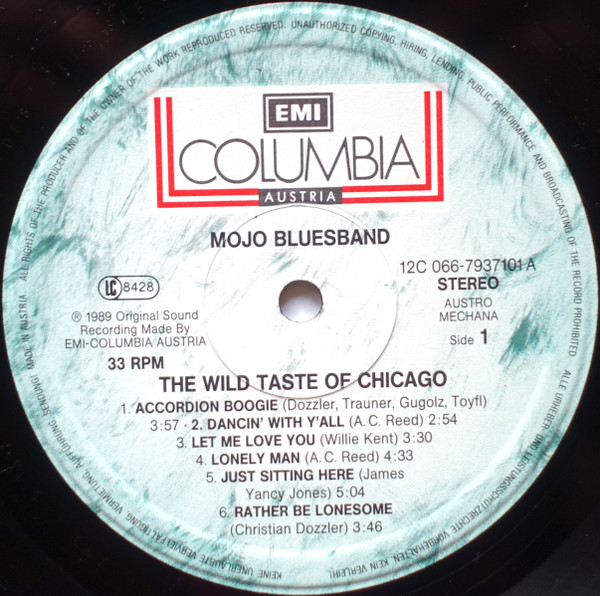 EMI
COLUMBIA
AUSTRIA
MOJO BLUESBAND
12C 066-7937101 A
STEREO
AUSTRO
MECHANA
Side 1
LC 8428
℗ 1989 Original Sound
Recording Made By
EMI-COLUMBIA/AUSTRIA
33 RPM
THE WILD TASTE OF CHICAGO
1. ACCORDION BOOGIE (Dozzler, Trauner, Gugolz, Toyfl)
3:57 · 2. DANCIN' WITH Y'ALL (A.C. Reed) 2:54
3. LET ME LOVE YOU (Willie Kent) 3:30
4. LONELY MAN (A.C. Reed) 4:33
5. JUST SITTING HERE (James
Yancy Jones) 5:04
6. RATHER BE LONESOME
(Christian Dozzler) 3:46
MADE IN AUSTRIA ALL RIGHTS OF THE PRODUCER AND OF THE OWNER OF THE WORK REPRODUCED RESERVED. UNAUTHORIZED COPYING, HIRING, LENDING, PUBLIC PERFORMANCE AND BROADCASTING OF THE RECORD PROHIBITED
ALLE URHEBER- UND LEISTUNGSSCHUTZRECHTE VORBEHALTEN. KEIN VERLEIH! KEINE UNERLAUBTE VERVIELFÄLTIGUNG, VERMIETUNG, AUFFÜHRUNG, SENDUNG!